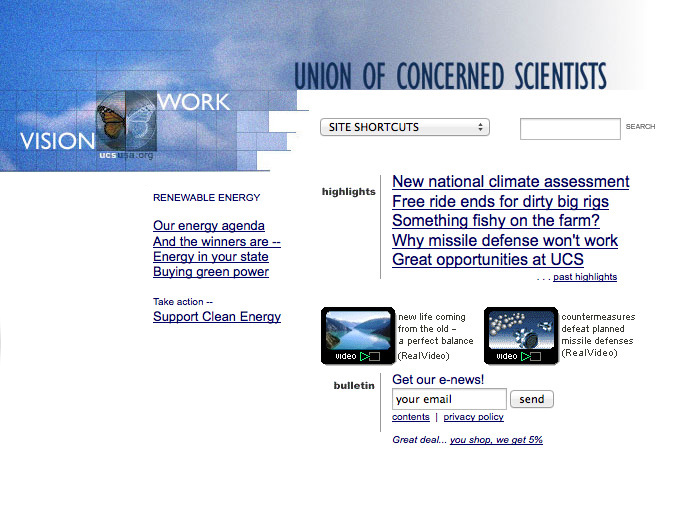 UNION OF CONCERNED SCIENTISTS
WORK
VISION
ucsusa.org
SITE SHORTCUTS
SEARCH
RENEWABLE ENERGY
Our energy agenda
And the winners are --
Energy in your state
Buying green power
Take action --
Support Clean Energy
highlights
New national climate assessment
Free ride ends for dirty big rigs
Something fishy on the farm?
Why missile defense won't work
Great opportunities at UCS
. . . past highlights
new life coming
from the old –
a perfect balance
(RealVideo)
video
countermeasures
defeat planned
missile defenses
(RealVideo)
video
bulletin
Get our e-news!
your email send
contents | privacy policy
Great deal... you shop, we get 5%